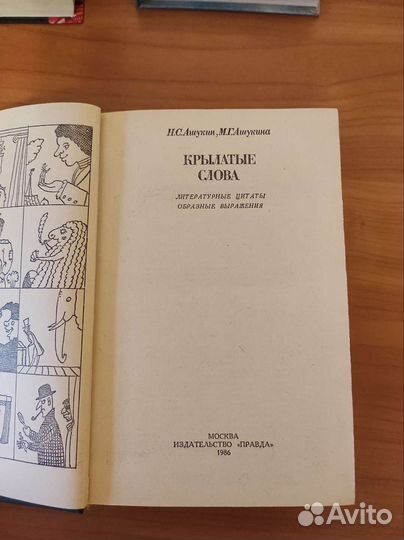 Н.С.Ашукин, М.Г.Ашукина
КРЫЛАТЫЕ
СЛОВА
ЛИТЕРАТУРНЫЕ ЦИТАТЫ
ОБРАЗНЫЕ ВЫРАЖЕНИЯ
МОСКВА
ИЗДАТЕЛЬСТВО «ПРАВДА»
1986
Avito